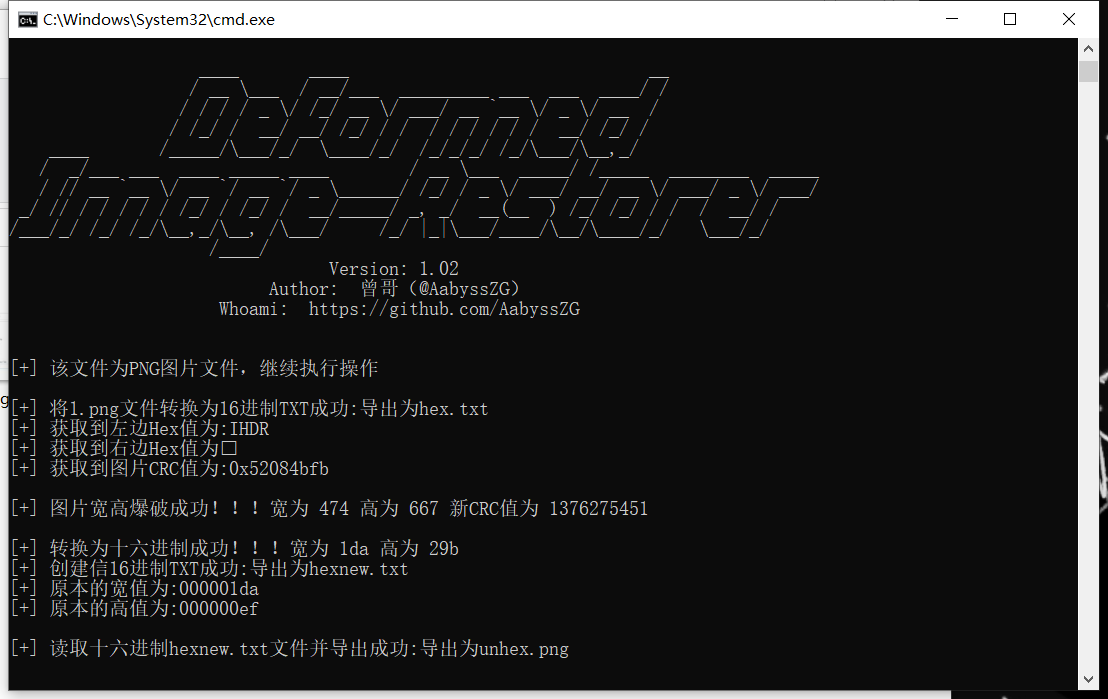 C:\Windows\System32\cmd.exe
Deformed
Image-Restorer
Version: 1.02
Author: 曾哥（@AabyssZG）
Whoami: https://github.com/AabyssZG
[+] 该文件为PNG图片文件，继续执行操作
[+] 将1.png文件转换为16进制TXT成功:导出为hex.txt
[+] 获取到左边Hex值为:IHDR
[+] 获取到右边Hex值为□
[+] 获取到图片CRC值为:0x52084bfb
[+] 图片宽高爆破成功！！！宽为 474 高为 667 新CRC值为 1376275451
[+] 转换为十六进制成功！！！宽为 1da 高为 29b
[+] 创建信16进制TXT成功:导出为hexnew.txt
[+] 原本的宽值为:000001da
[+] 原本的高值为:000000ef
[+] 读取十六进制hexnew.txt文件并导出成功:导出为unhex.png